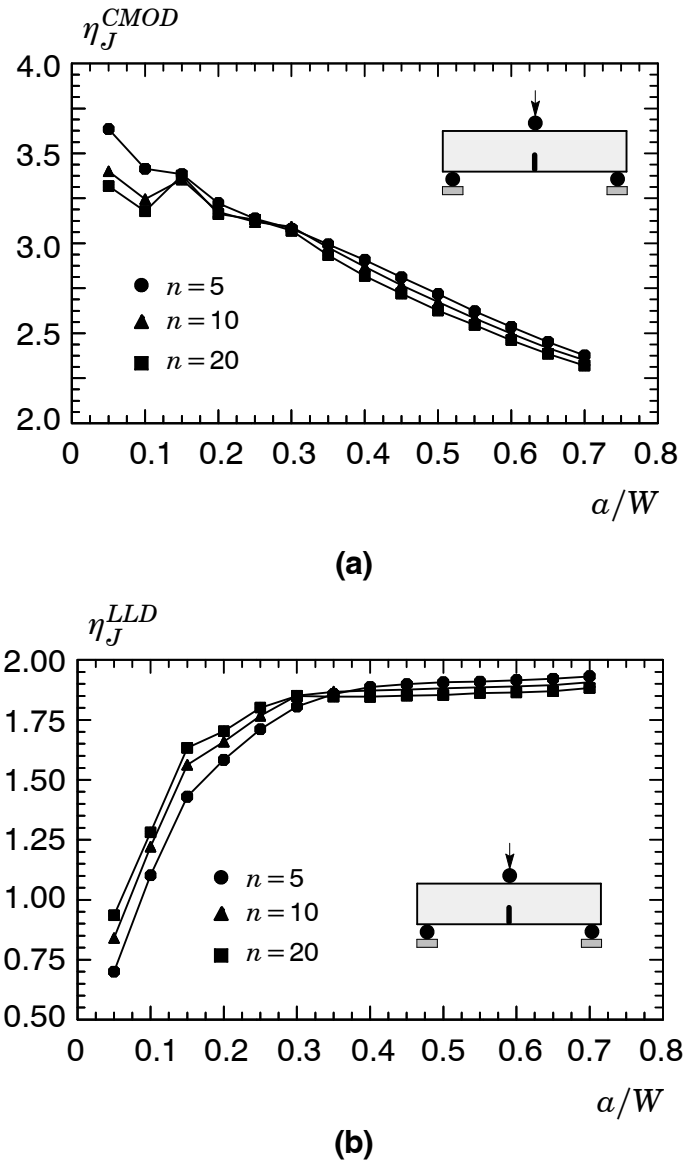 η_J^CMOD
4.0
3.5
3.0
2.5
2.0
n = 5
n = 10
n = 20
0 0.1 0.2 0.3 0.4 0.5 0.6 0.7 0.8
a/W
(a)
η_J^LLD
2.00
1.75
1.50
1.25
1.00
0.75
0.50
n = 5
n = 10
n = 20
0 0.1 0.2 0.3 0.4 0.5 0.6 0.7 0.8
a/W
(b)